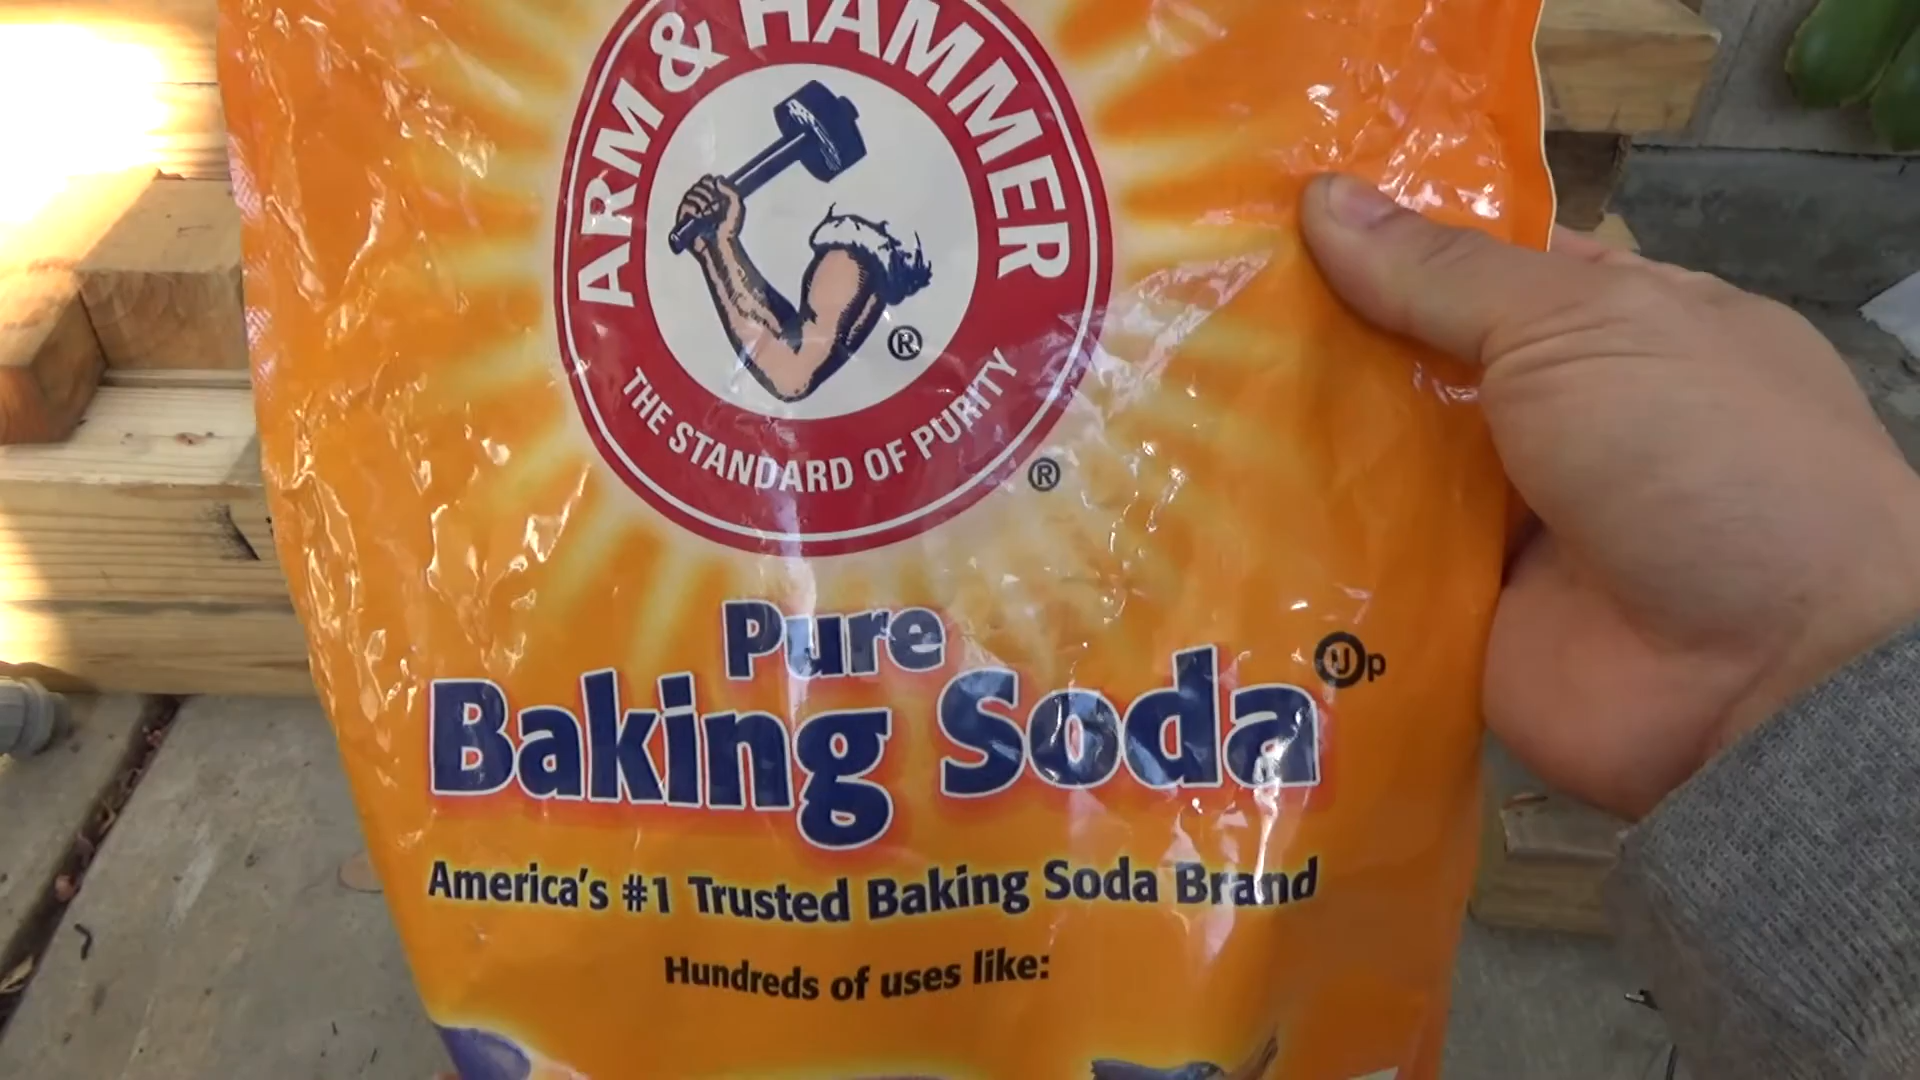 ARM & HAMMER
®
THE STANDARD OF PURITY
®
Pure
Baking Soda Ⓤp
America's #1 Trusted Baking Soda Brand
Hundreds of uses like: